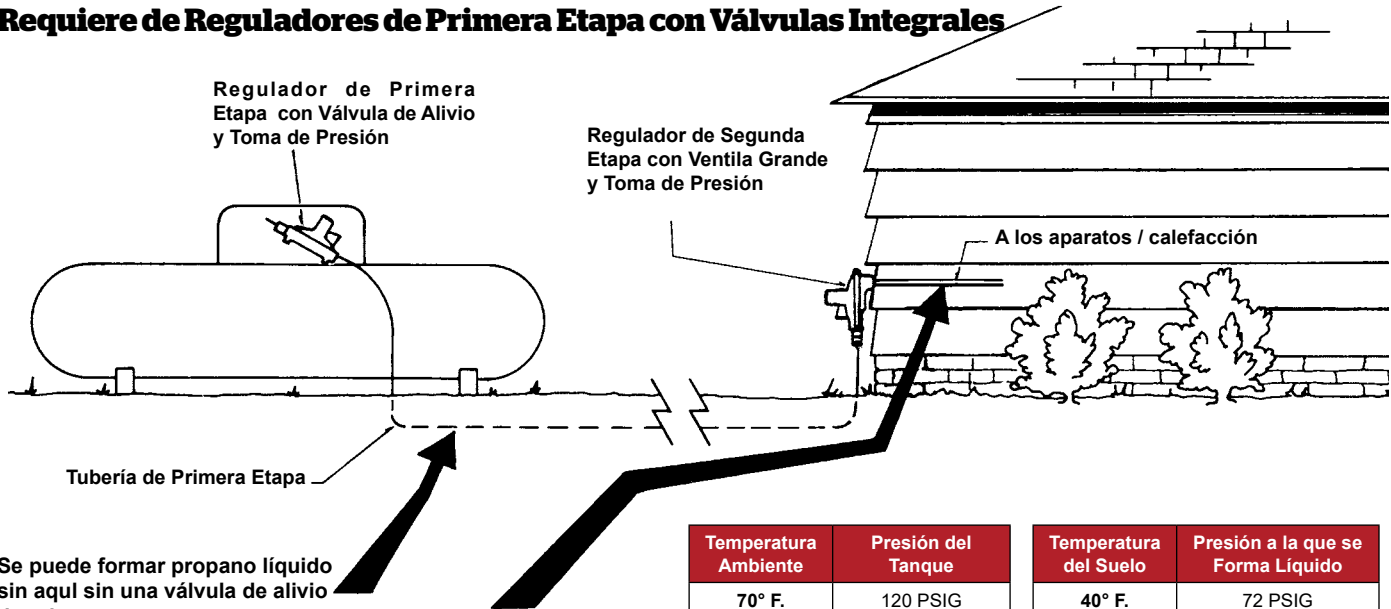 Requiere de Reguladores de Primera Etapa con Válvulas Integrales
Regulador de Primera
Etapa con Válvula de Alivio
y Toma de Presión
Regulador de Segunda
Etapa con Ventila Grande
y Toma de Presión
A los aparatos / calefacción
Tubería de Primera Etapa
Se puede formar propano líquido
sin aquí sin una válvula de alivio
Temperatura Ambiente
Presión del Tanque
70° F.
120 PSIG
Temperatura del Suelo
Presión a la que se Forma Líquido
40° F.
72 PSIG